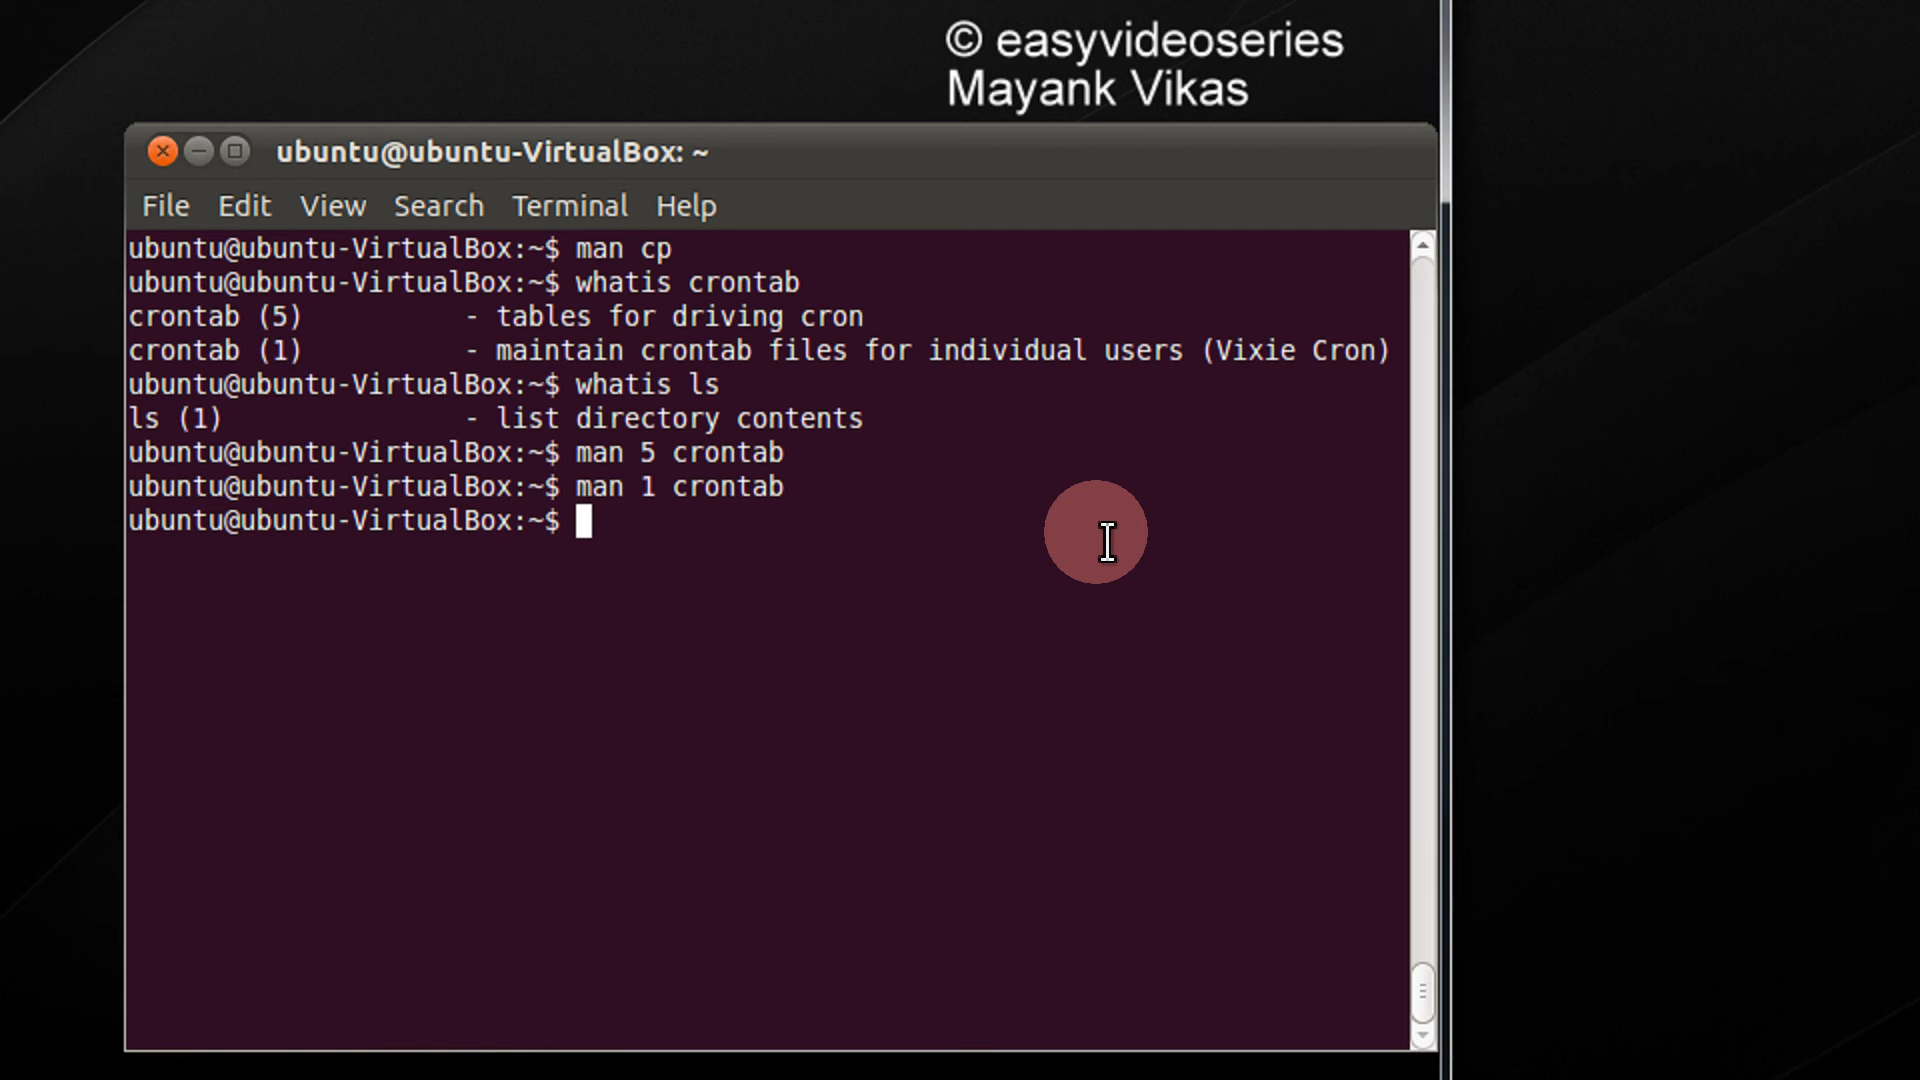 © easyvideoseries
Mayank Vikas
ubuntu@ubuntu-VirtualBox: ~
File Edit View Search Terminal Help
ubuntu@ubuntu-VirtualBox:~$ man cp
ubuntu@ubuntu-VirtualBox:~$ whatis crontab
crontab (5)          - tables for driving cron
crontab (1)          - maintain crontab files for individual users (Vixie Cron)
ubuntu@ubuntu-VirtualBox:~$ whatis ls
ls (1)               - list directory contents
ubuntu@ubuntu-VirtualBox:~$ man 5 crontab
ubuntu@ubuntu-VirtualBox:~$ man 1 crontab
ubuntu@ubuntu-VirtualBox:~$